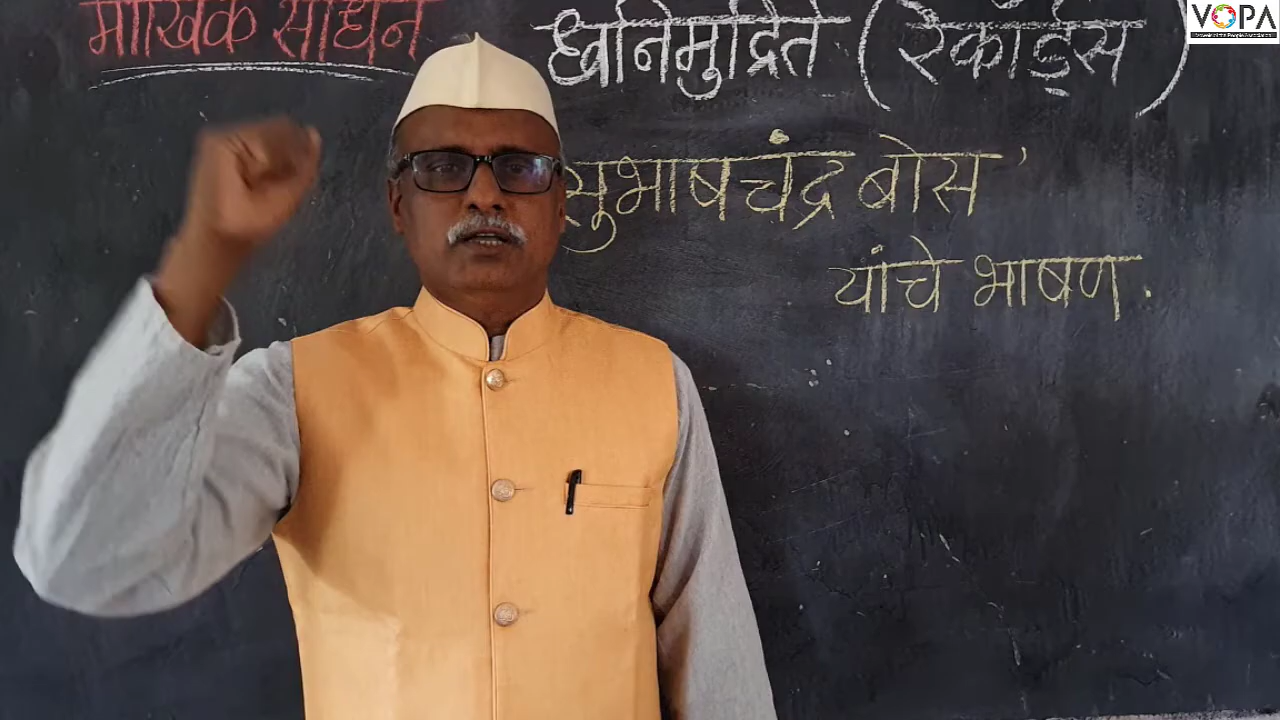 मौखिक साधन
ध्वनिमुद्रिते (रेकॉर्ड्स)
सुभाषचंद्र बोस'
यांचे भाषण.
VOPA